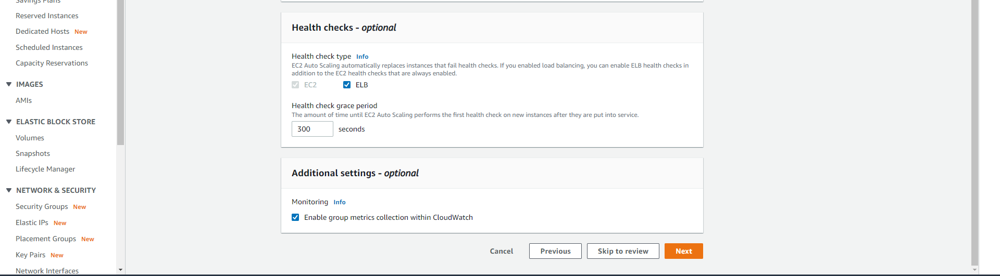 Savings Plans
Reserved Instances
Dedicated Hosts New
Scheduled Instances
Capacity Reservations
IMAGES
AMIs
ELASTIC BLOCK STORE
Volumes
Snapshots
Lifecycle Manager
NETWORK & SECURITY
Security Groups New
Elastic IPs New
Placement Groups New
Key Pairs New
Network Interfaces
Health checks - optional
Health check type Info
EC2 Auto Scaling automatically replaces instances that fail health checks. If you enabled load balancing, you can enable ELB health checks in
addition to the EC2 health checks that are always enabled.
EC2 ELB
Health check grace period
The amount of time until EC2 Auto Scaling performs the first health check on new instances after they are put into service.
300 seconds
Additional settings - optional
Monitoring Info
Enable group metrics collection within CloudWatch
Cancel Previous Skip to review Next